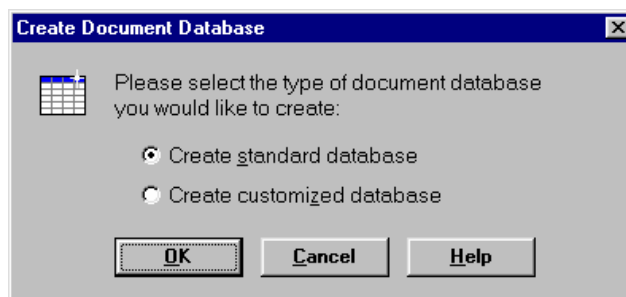 Create Document Database
Please select the type of document database
you would like to create:
Create standard database
Create customized database
OK Cancel Help